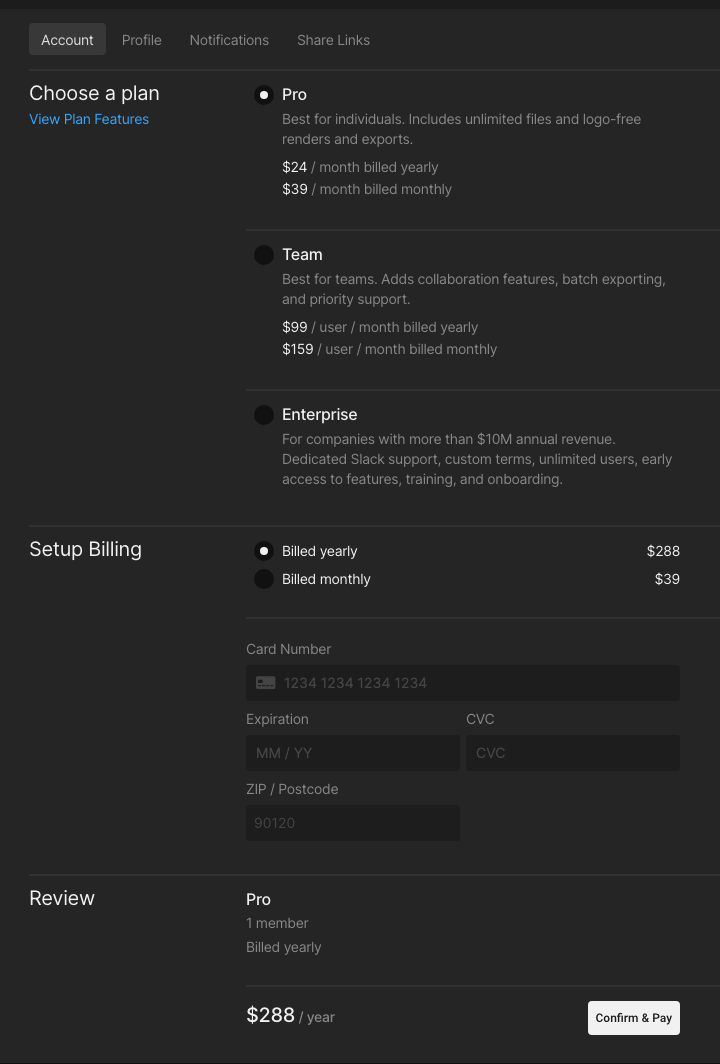 Account Profile Notifications Share Links
Choose a plan
View Plan Features
Pro
Best for individuals. Includes unlimited files and logo-free
renders and exports.
$24 / month billed yearly
$39 / month billed monthly
Team
Best for teams. Adds collaboration features, batch exporting,
and priority support.
$99 / user / month billed yearly
$159 / user / month billed monthly
Enterprise
For companies with more than $10M annual revenue.
Dedicated Slack support, custom terms, unlimited users, early
access to features, training, and onboarding.
Setup Billing
Billed yearly $288
Billed monthly $39
Card Number
1234 1234 1234 1234
Expiration CVC
MM / YY CVC
ZIP / Postcode
90120
Review
Pro
1 member
Billed yearly
$288 / year Confirm & Pay